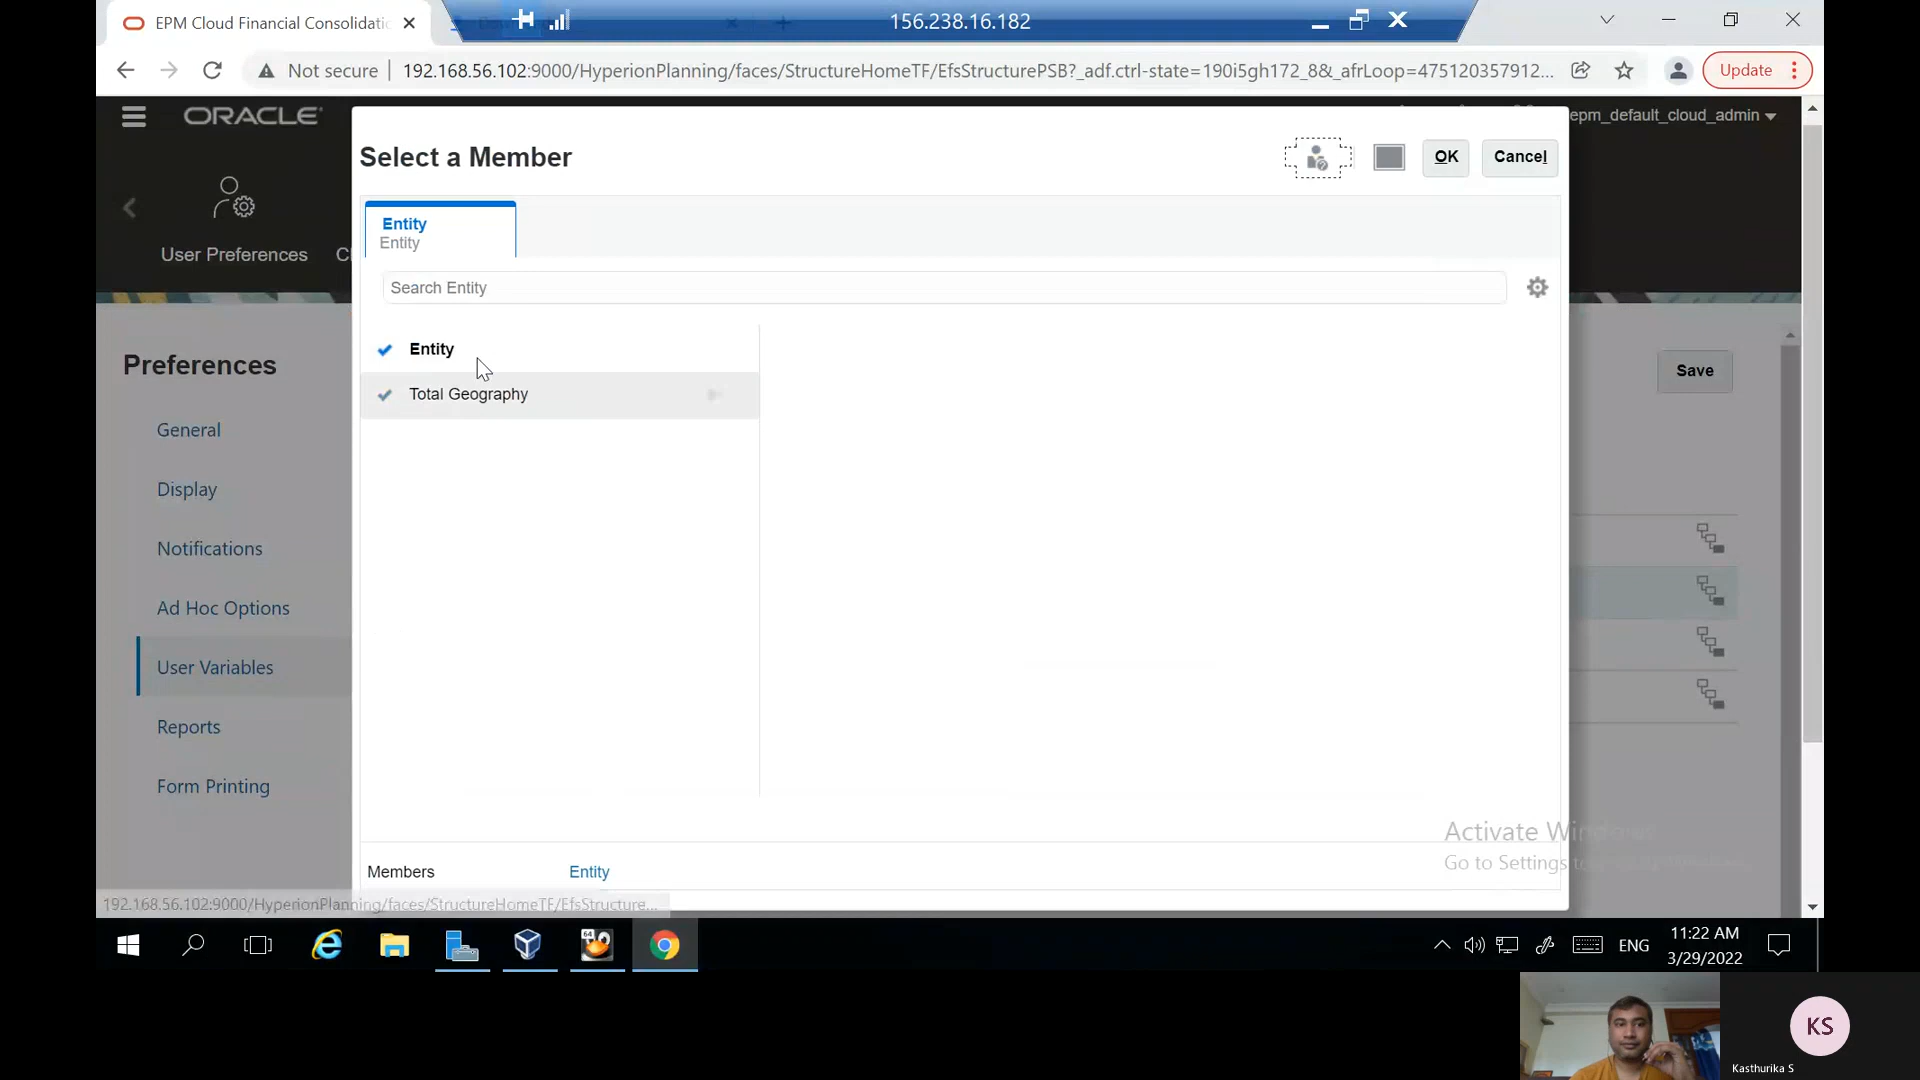 EPM Cloud Financial Consolidati
156.238.16.182
Not secure
192.168.56.102:9000/HyperionPlanning/faces/StructureHomeTF/EfsStructurePSB?_adf.ctrl-state=190i5gh172_8&_afrLoop=475120357912...
Update
ORACLE
epm_default_cloud_admin
Select a Member
OK
Cancel
User Preferences
Cl
Entity
Entity
Search Entity
Entity
Total Geography
Preferences
Save
General
Display
Notifications
Ad Hoc Options
User Variables
Reports
Form Printing
Members
Entity
Activate Win
Go to Settings
192.168.56.102:9000/HyperionPlanning/faces/StructureHomeTF/EfsStructure...
64
ENG
11:22 AM
3/29/2022
KS
Kasthurika S